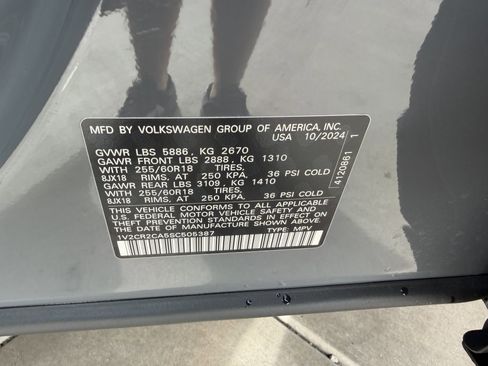 MFD BY VOLKSWAGEN GROUP OF AMERICA, INC.
USA 10/2024
GVWR LBS 5886, KG 2670
GAWR FRONT LBS 2888, KG 1310
WITH 255/60R18 36 PSI COLD
8JX18 RIMS, AT 250 KPA.
GAWR REAR LBS 3109, KG 1410
WITH 255/60R18 36 PSI COLD
8JX18 RIMS, AT 250 KPA.
THIS VEHICLE CONFORMS TO ALL APPLICABLE
U.S. FEDERAL MOTOR VEHICLE SAFETY AND
THEFT PREVENTION STANDARDS IN EFFECT ON THE
DATE OF MANUFACTURE SHOWN ABOVE.
1V2CR2CA5SC505387 TYPE: MPV
4120861 1